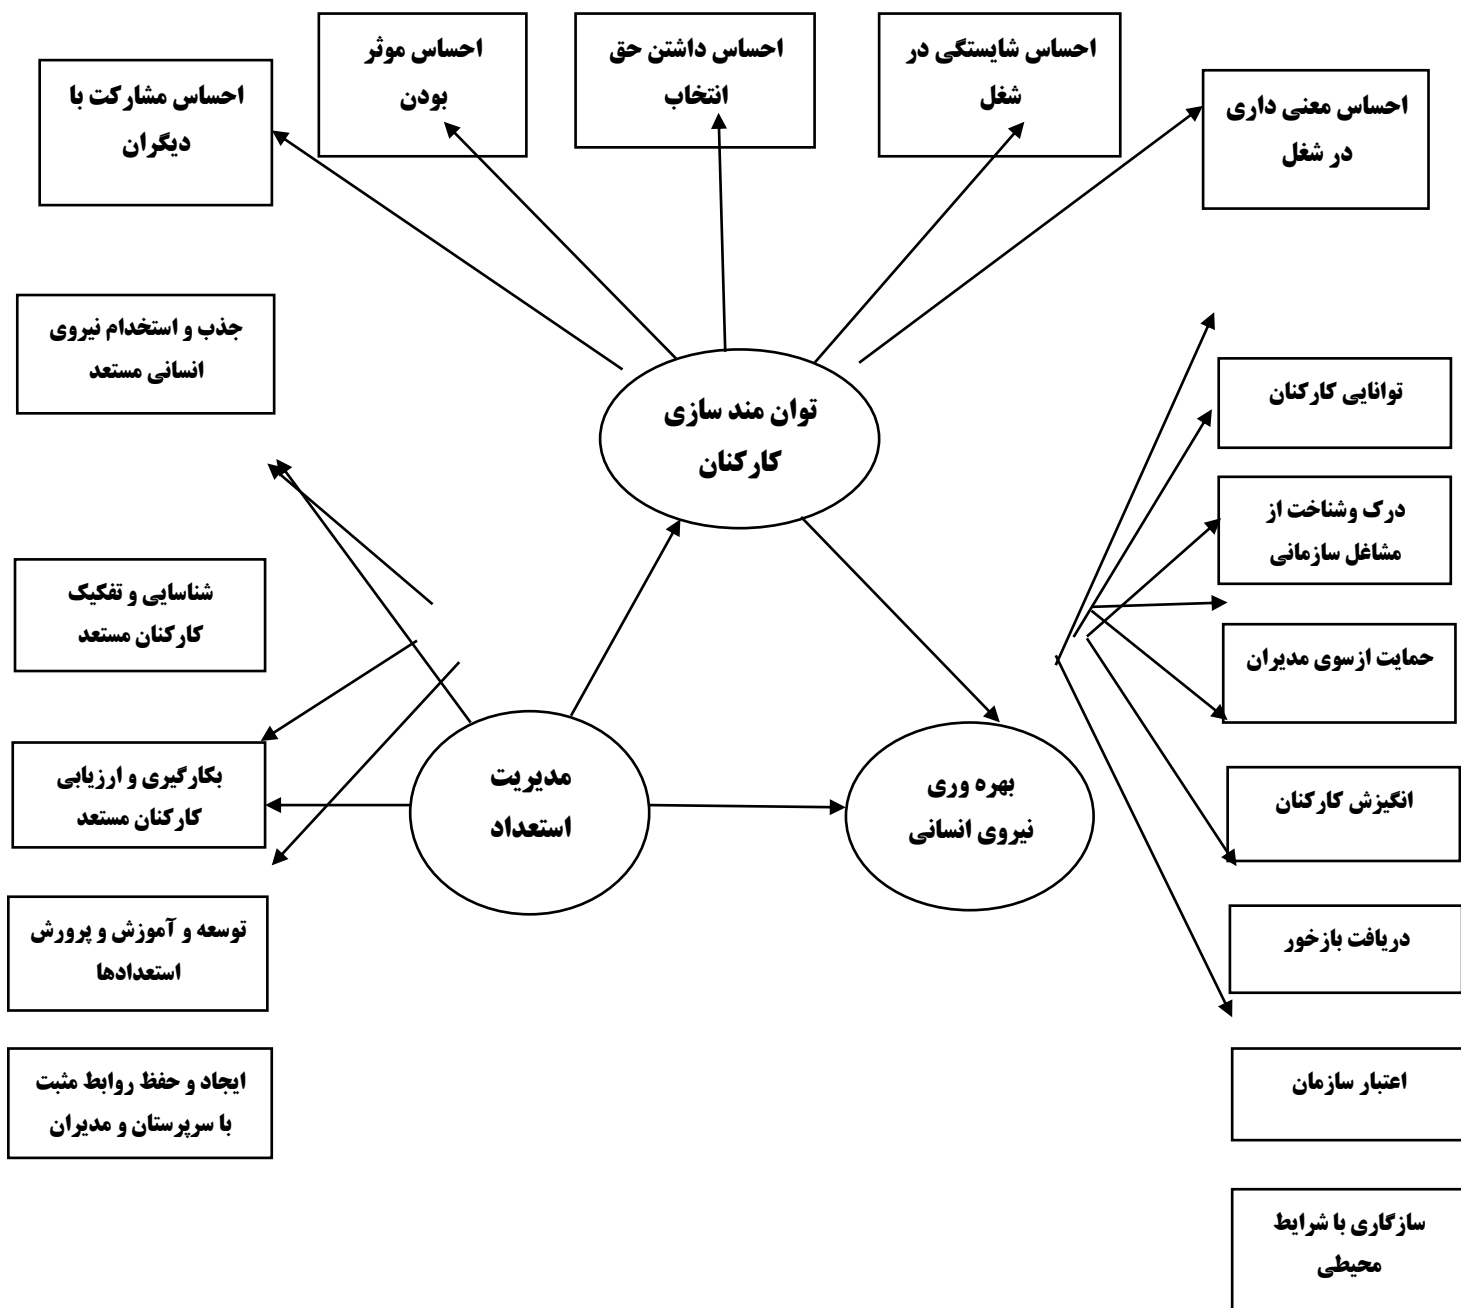 احساس معنی داری
در شغل
احساس شایستگی در
شغل
احساس داشتن حق
انتخاب
احساس موثر
بودن
احساس مشارکت با
دیگران
توان مند سازی
کارکنان
جذب و استخدام نیروی
انسانی مستعد
شناسایی و تفکیک
کارکنان مستعد
بکارگیری و ارزیابی
کارکنان مستعد
توسعه و آموزش و پرورش
استعدادها
ایجاد و حفظ روابط مثبت
با سرپرستان و مدیران
مدیریت
استعداد
بهره وری
نیروی انسانی
توانایی کارکنان
درک وشناخت از
مشاغل سازمانی
حمایت ازسوی مدیران
انگیزش کارکنان
دریافت بازخور
اعتبار سازمان
سازگاری با شرایط
محیطی